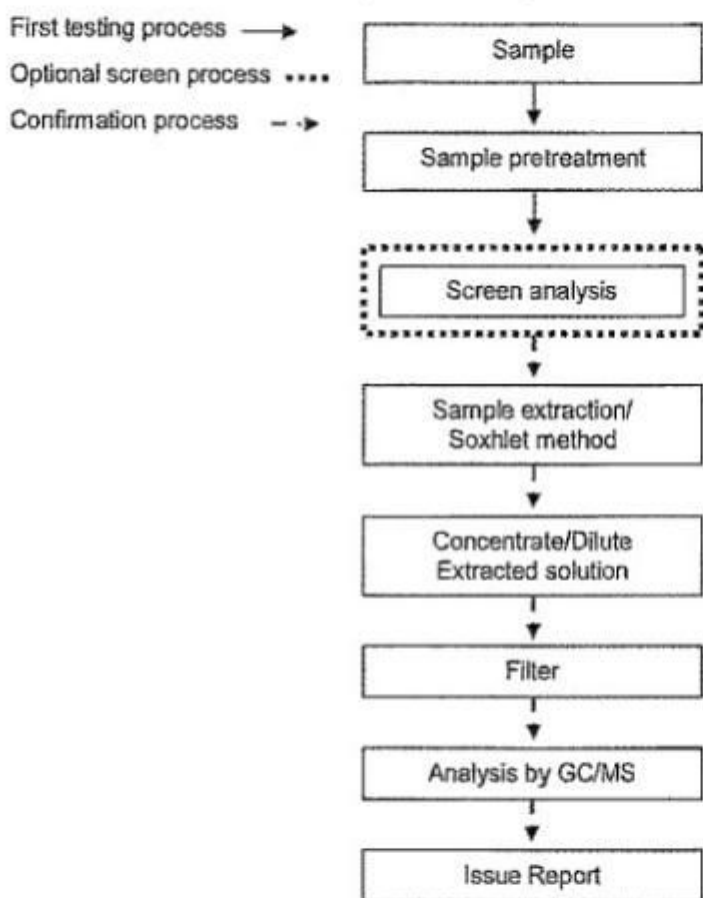 First testing process
Optional screen process
Confirmation process
Sample
Sample pretreatment
Screen analysis
Sample extraction/
Soxhlet method
Concentrate/Dilute
Extracted solution
Filter
Analysis by GC/MS
Issue Report